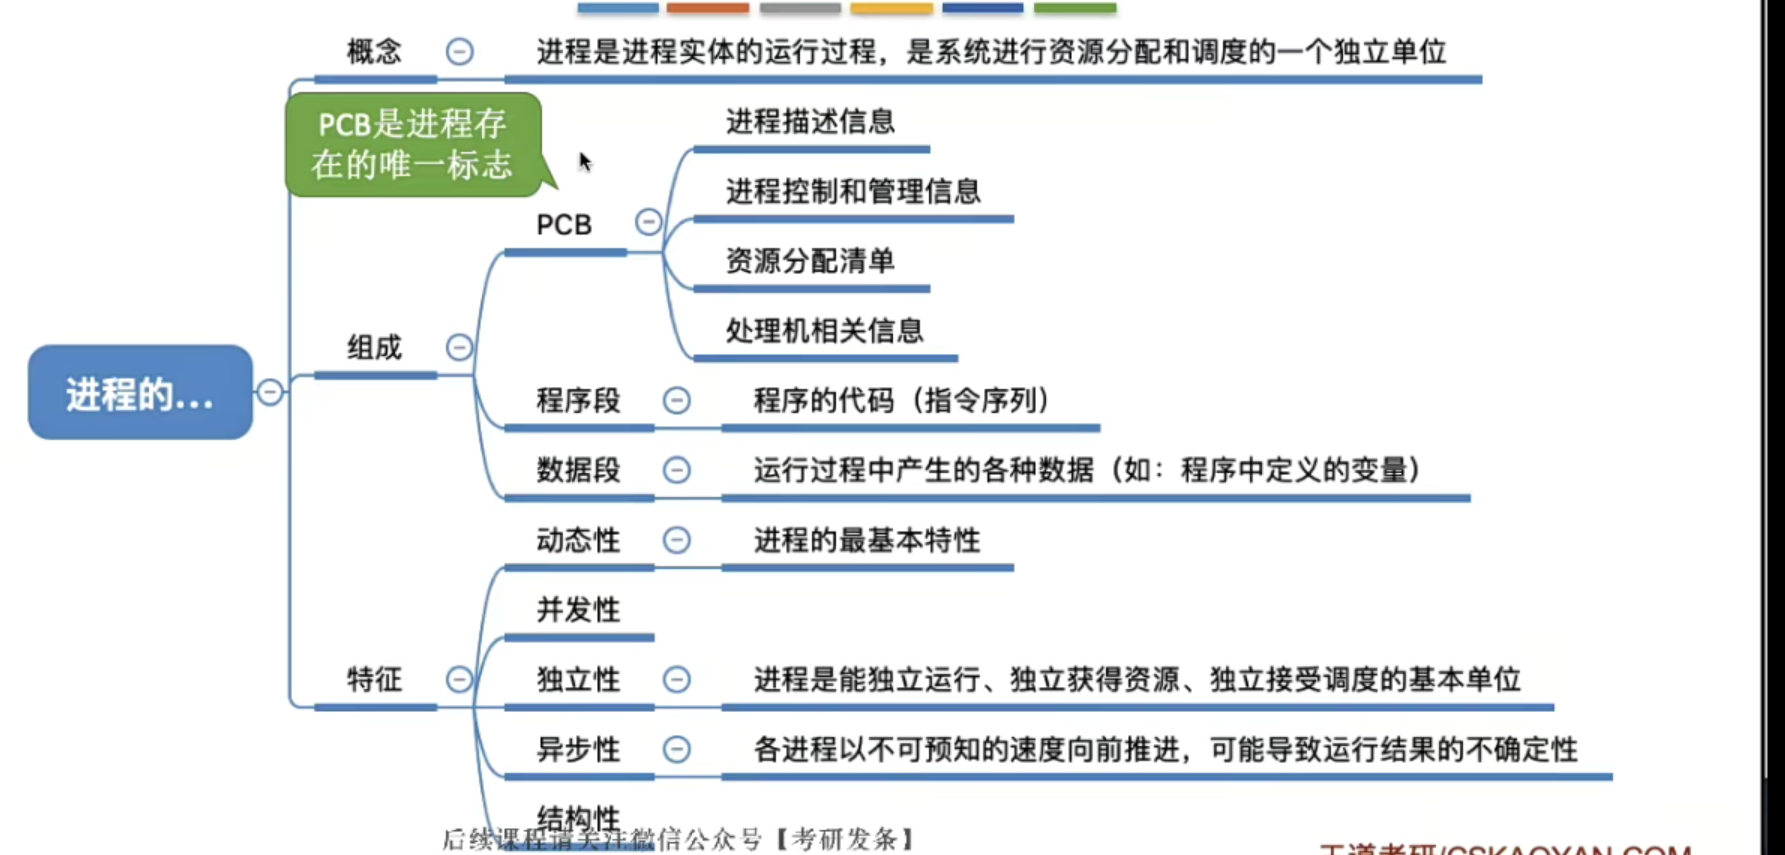 概念
进程是进程实体的运行过程，是系统进行资源分配和调度的一个独立单位
PCB是进程存
在的唯一标志
进程描述信息
进程控制和管理信息
PCB
资源分配清单
处理机相关信息
组成
进程的...
程序段
程序的代码（指令序列）
数据段
运行过程中产生的各种数据（如：程序中定义的变量）
动态性
进程的最基本特性
并发性
特征
独立性
进程是能独立运行、独立获得资源、独立接受调度的基本单位
异步性
各进程以不可预知的速度向前推进，可能导致运行结果的不确定性
结构性
后续课程请关注微信公众号【考研发条】
王道考研/CSKAOYAN.COM